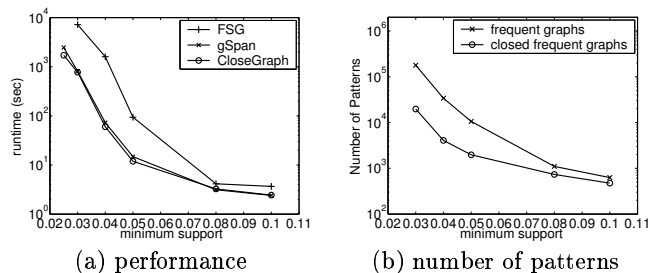 10^4
10^3
10^2
10^1
10^0
runtime (sec)
FSG
gSpan
CloseGraph
0.02 0.03 0.04 0.05 0.06 0.07 0.08 0.09 0.1 0.11
minimum support
(a) performance
10^6
10^5
10^4
10^3
10^2
Number of Patterns
frequent graphs
closed frequent graphs
0.02 0.03 0.04 0.05 0.06 0.07 0.08 0.09 0.1 0.11
minimum support
(b) number of patterns